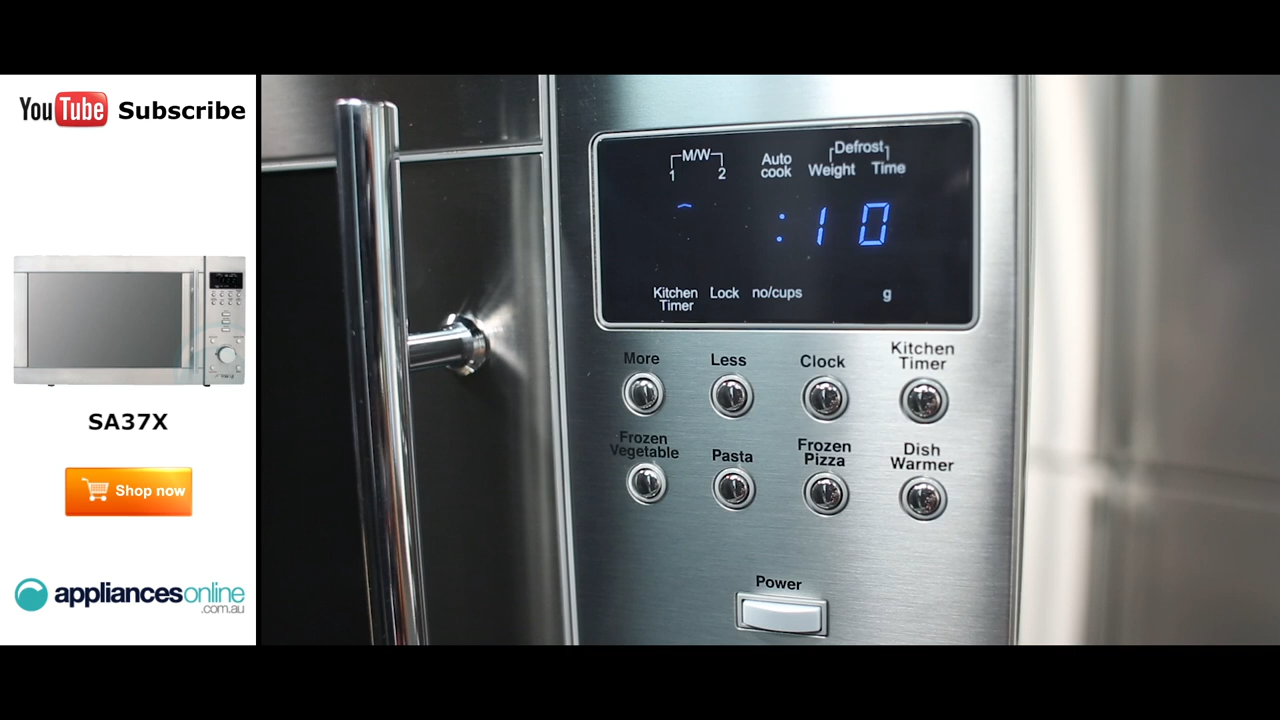 YouTube Subscribe
SA37X
Shop now
appliancesonline
.com.au
M/W
1 2
Auto
cook
Defrost
Weight Time
:10
Kitchen
Timer
Lock
no/cups
g
More
Less
Clock
Kitchen
Timer
Frozen
Vegetable
Pasta
Frozen
Pizza
Dish
Warmer
Power